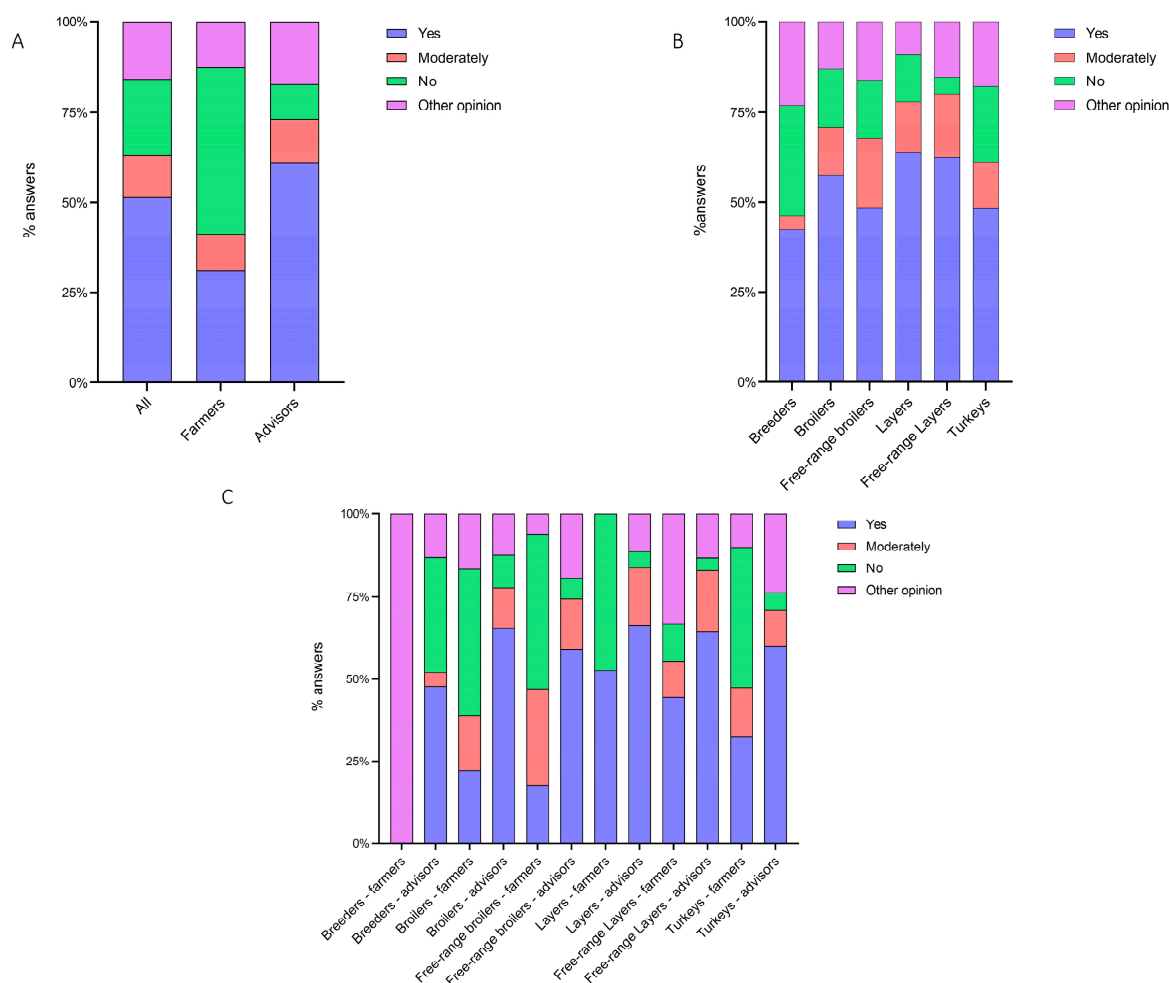 A
100%
75%
50%
25%
0%
% answers
All
Farmers
Advisors
Yes
Moderately
No
Other opinion
B
100%
75%
50%
25%
0%
%answers
Breeders
Broilers
Free-range broilers
Layers
Free-range Layers
Turkeys
Yes
Moderately
No
Other opinion
C
100%
75%
50%
25%
0%
% answers
Breeders - farmers
Breeders - advisors
Broilers - farmers
Broilers - advisors
Free-range broilers - farmers
Free-range broilers - advisors
Layers - farmers
Layers - advisors
Free-range Layers - farmers
Free-range Layers - advisors
Turkeys - farmers
Turkeys - advisors
Yes
Moderately
No
Other opinion